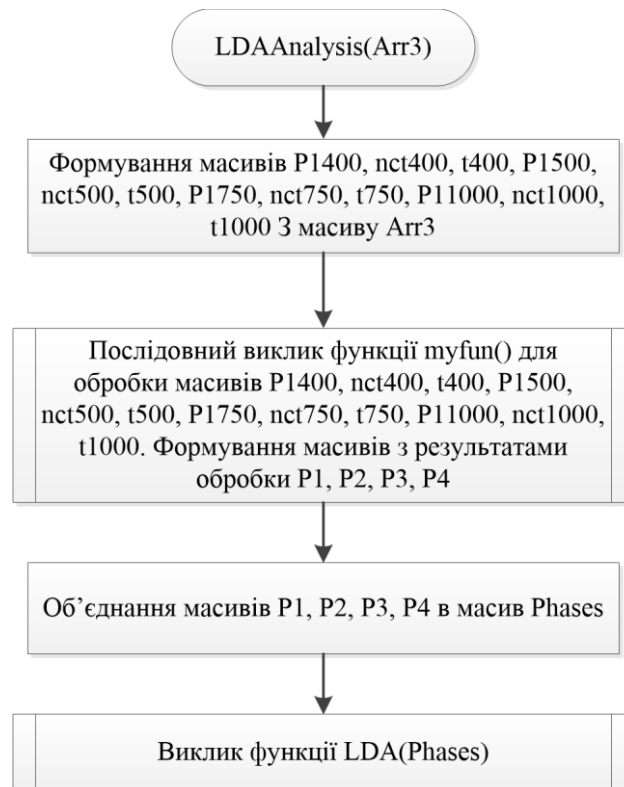 LDAAnalysis(Arr3)
Формування масивів P1400, nct400, t400, P1500,
nct500, t500, P1750, nct750, t750, P11000, nct1000,
t1000 З масиву Arr3
Послідовний виклик функції myfun() для
обробки масивів P1400, nct400, t400, P1500,
nct500, t500, P1750, nct750, t750, P11000, nct1000,
t1000. Формування масивів з результатами
обробки P1, P2, P3, P4
Об’єднання масивів P1, P2, P3, P4 в масив Phases
Виклик функції LDA(Phases)